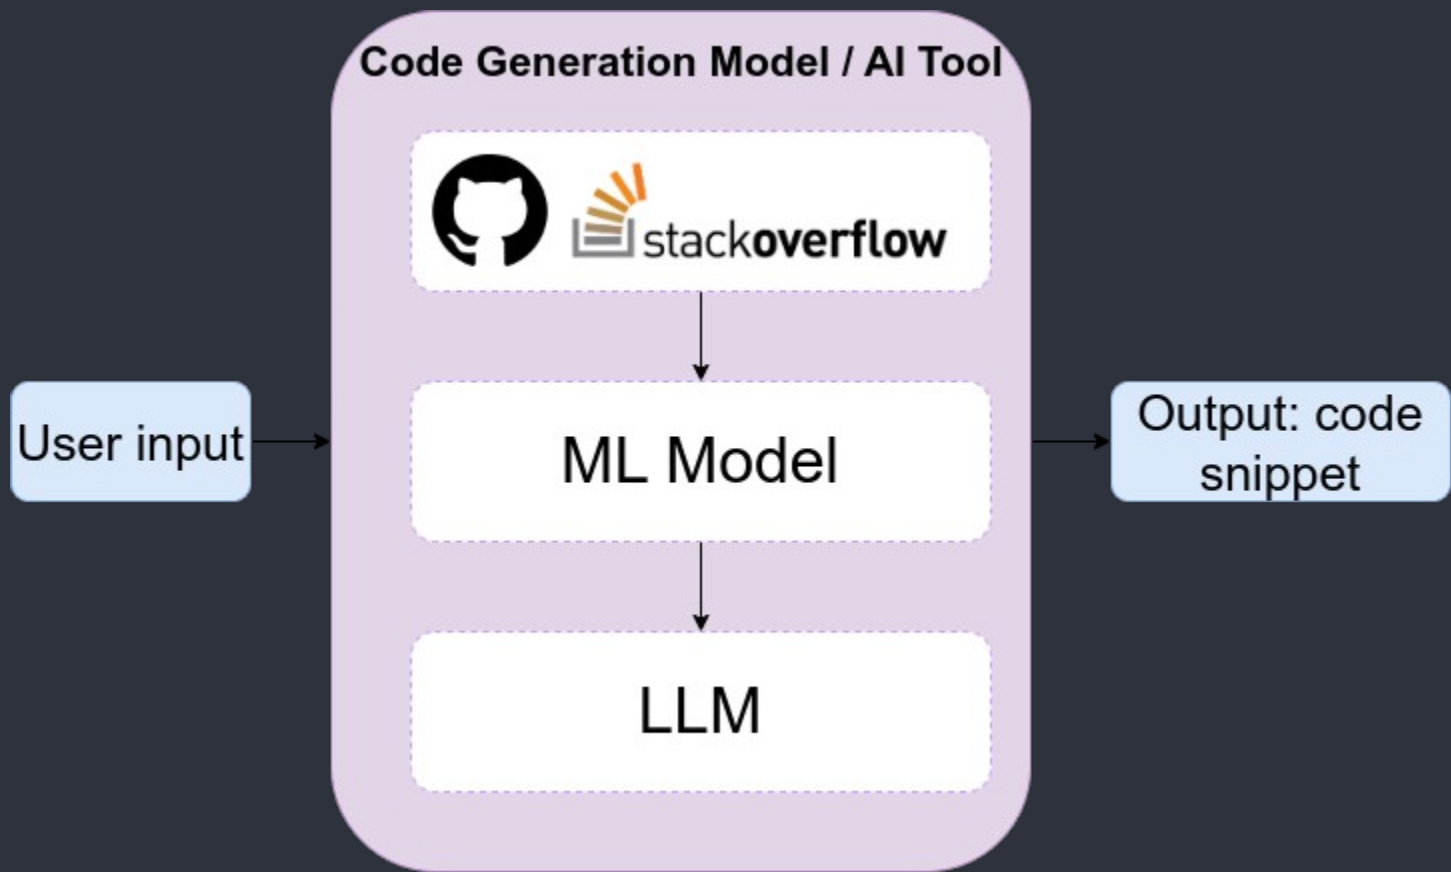 Code Generation Model / AI Tool
stackoverflow
User input
ML Model
Output: code
snippet
LLM